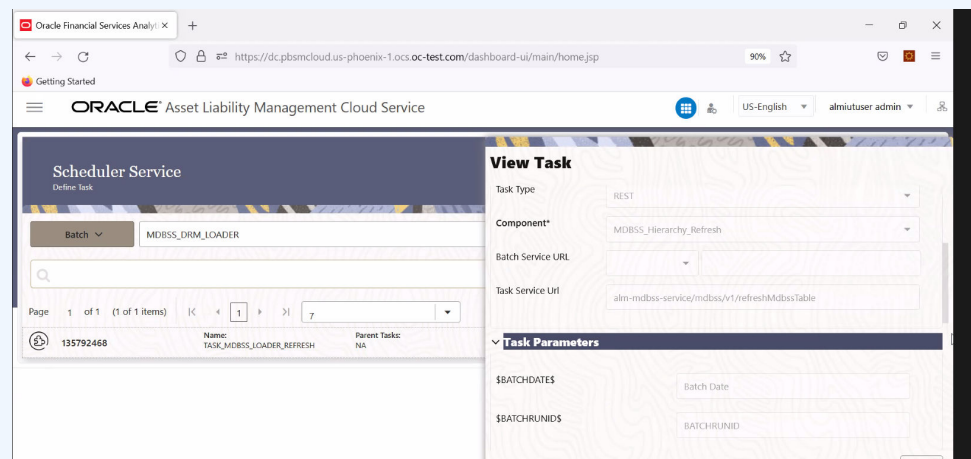 Oracle Financial Services Analyti
https://dc.pbsmcloud.us-phoenix-1.ocs.oc-test.com/dashboard-ui/main/home.jsp
90%
Getting Started
ORACLE Asset Liability Management Cloud Service
US-English
almiutuser admin
Scheduler Service
Define Task
Batch
MDBSS_DRM_LOADER
Page 1 of 1 (1 of 1 items) 1 7
135792468
Name:
TASK_MDBSS_LOADER_REFRESH
Parent Tasks:
NA
View Task
Task Type
REST
Component*
MDBSS_Hierarchy_Refresh
Batch Service URL
Task Service Url
alm-mdbss-service/mdbss/v1/refreshMdbssTable
Task Parameters
$BATCHDATE$
Batch Date
$BATCHRUNID$
BATCHRUNID